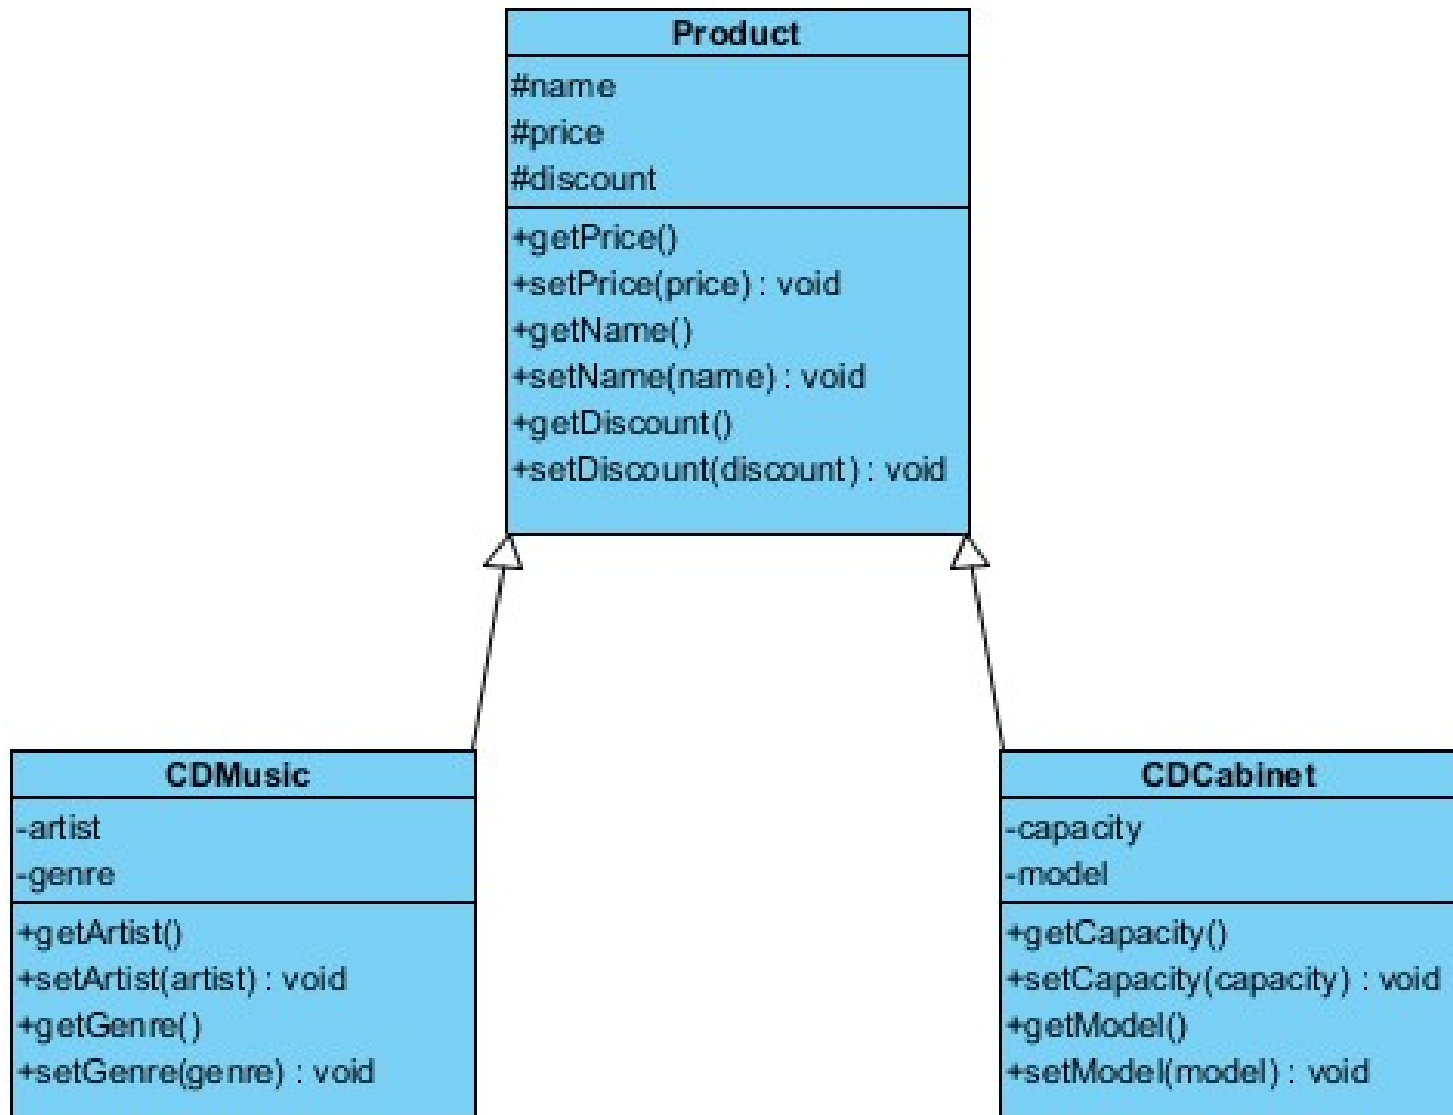 Product
#name
#price
#discount
+getPrice()
+setPrice(price) : void
+getName()
+setName(name) : void
+getDiscount()
+setDiscount(discount) : void
CDMusic
-artist
-genre
+getArtist()
+setArtist(artist) : void
+getGenre()
+setGenre(genre) : void
CDCabinet
-capacity
-model
+getCapacity()
+setCapacity(capacity) : void
+getModel()
+setModel(model) : void